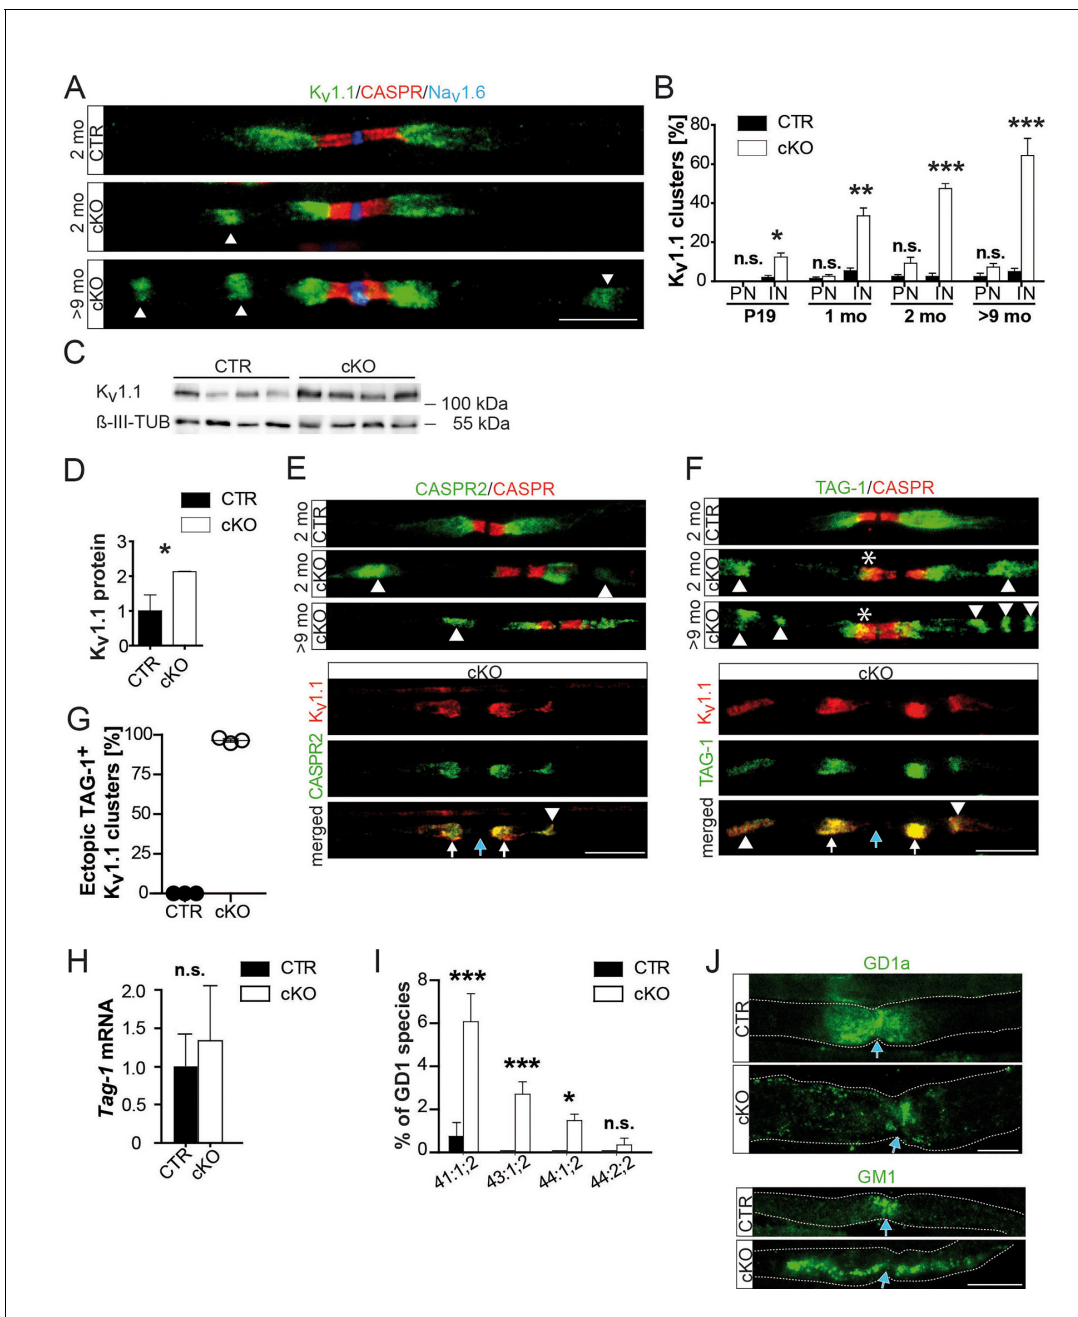 A
Kv1.1/CASPR/Nav1.6
2 mo
CTR
2 mo
cKO
>9 mo
cKO
B
CTR
cKO
Kv1.1 clusters [%]
80
60
40
20
0
n.s.
*
n.s.
**
n.s.
***
n.s.
***
PN IN PN IN PN IN PN IN
P19 1 mo 2 mo >9 mo
C
CTR cKO
Kv1.1
– 100 kDa
ß-III-TUB
– 55 kDa
D
CTR
cKO
Kv1.1 protein
3
2
1
0
*
CTR
cKO
E
CASPR2/CASPR
2 mo
CTR
2 mo
cKO
>9 mo
cKO
cKO
Kv1.1
CASPR2
merged
F
TAG-1/CASPR
2 mo
CTR
2 mo
cKO
*
>9 mo
cKO
*
cKO
Kv1.1
TAG-1
merged
G
Ectopic TAG-1+
Kv1.1 clusters [%]
100
75
50
25
0
CTR cKO
H
CTR
cKO
n.s.
Tag-1 mRNA
2.0
1.5
1.0
0.5
0
CTR
cKO
I
CTR
cKO
% of GD1 species
8
6
4
2
0
***
***
*
n.s.
41:1;2
43:1;2
44:1;2
44:2;2
J
GD1a
CTR
cKO
GM1
CTR
cKO